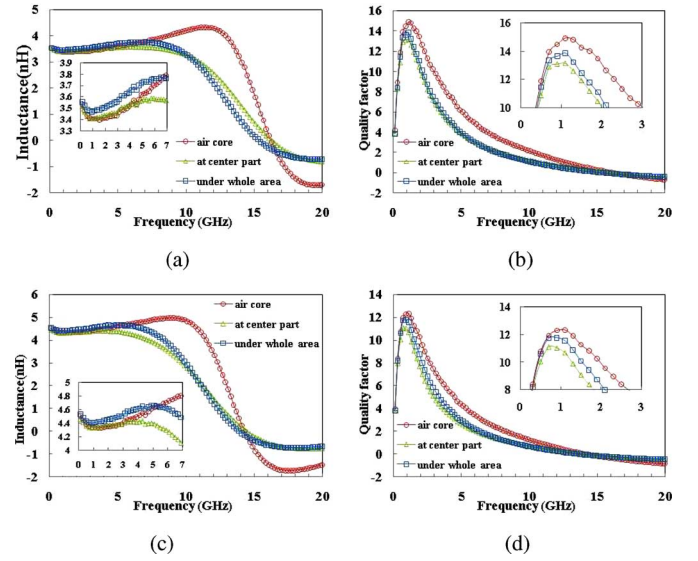 6
5
4
3
2
1
0
-1
-2
Inductance(nH)
3.9
3.8
3.7
3.6
3.5
3.4
3.3
0 1 2 3 4 5 6 7
air core
at center part
under whole area
0 5 10 15 20
Frequency (GHz)
(a)
16
14
12
10
8
6
4
2
0
-2
Quality factor
16
15
14
13
12
11
10
0 1 2 3
air core
at center part
under whole area
0 5 10 15 20
Frequency (GHz)
(b)
6
5
4
3
2
1
0
-1
-2
Inductance(nH)
air core
at center part
under whole area
5
4.8
4.6
4.4
4.2
4
0 1 2 3 4 5 6 7
0 5 10 15 20
Frequency (GHz)
(c)
14
12
10
8
6
4
2
0
-2
Quality factor
14
13
12
11
10
9
8
0 1 2 3
air core
at center part
under whole area
0 5 10 15 20
Frequency (GHz)
(d)